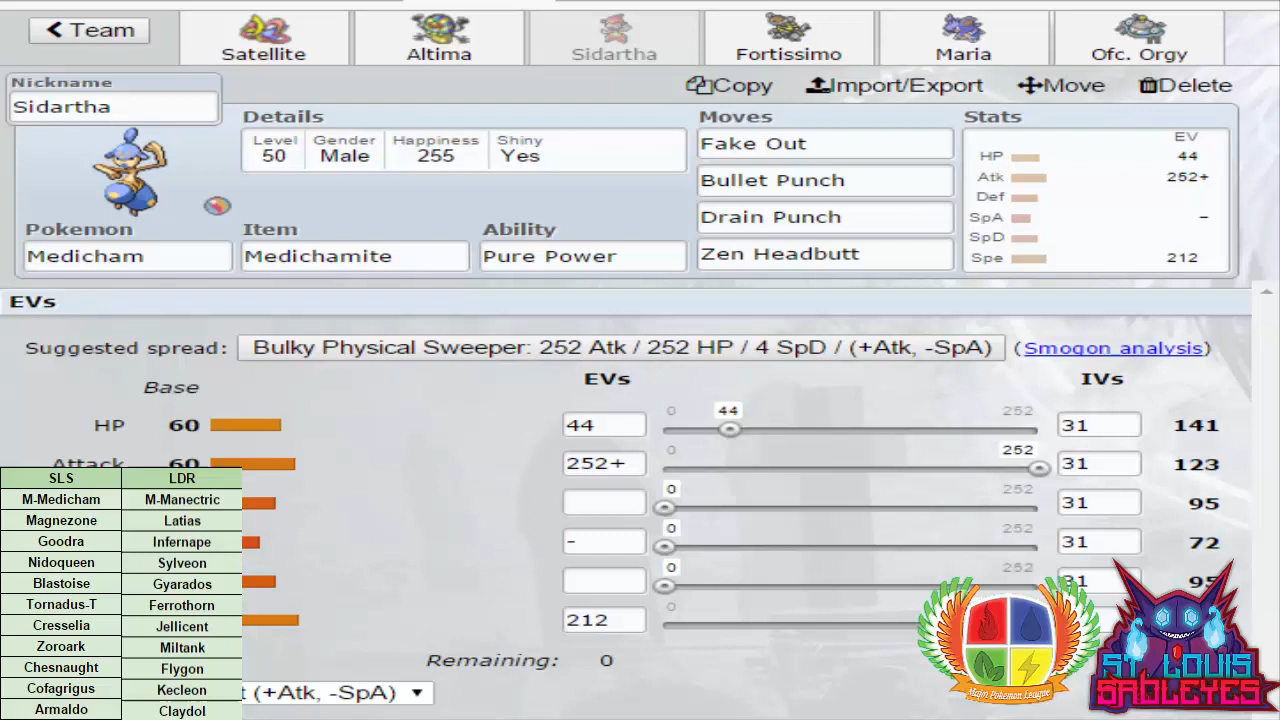 Team
Satellite
Altima
Sidartha
Fortissimo
Maria
Ofc. Orgy
Nickname
Sidartha
Copy
Import/Export
Move
Delete
Details
Level
50
Gender
Male
Happiness
255
Shiny
Yes
Pokemon
Medicham
Item
Medichamite
Ability
Pure Power
Moves
Fake Out
Bullet Punch
Drain Punch
Zen Headbutt
Stats
EV
HP 44
Atk 252+
Def
SpA -
SpD
Spe 212
EVs
Suggested spread: Bulky Physical Sweeper: 252 Atk / 252 HP / 4 SpD / (+Atk, -SpA) (Smogon analysis)
Base EVs IVs
0 44 252
HP 60 44 31 141
0 252
Attack 60 252+ 31 123
0 252
31 95
0 252
- 31 72
0 252
31 95
0
212
Remaining: 0
(+Atk, -SpA)
SLS LDR
M-Medicham M-Manectric
Magnezone Latias
Goodra Infernape
Nidoqueen Sylveon
Blastoise Gyarados
Tornadus-T Ferrothorn
Cresselia Jellicent
Zoroark Miltank
Chesnaught Flygon
Cofagrigus Kecleon
Armaldo Claydol
Major Pokemon League
ST LOUIS
SABLEYES